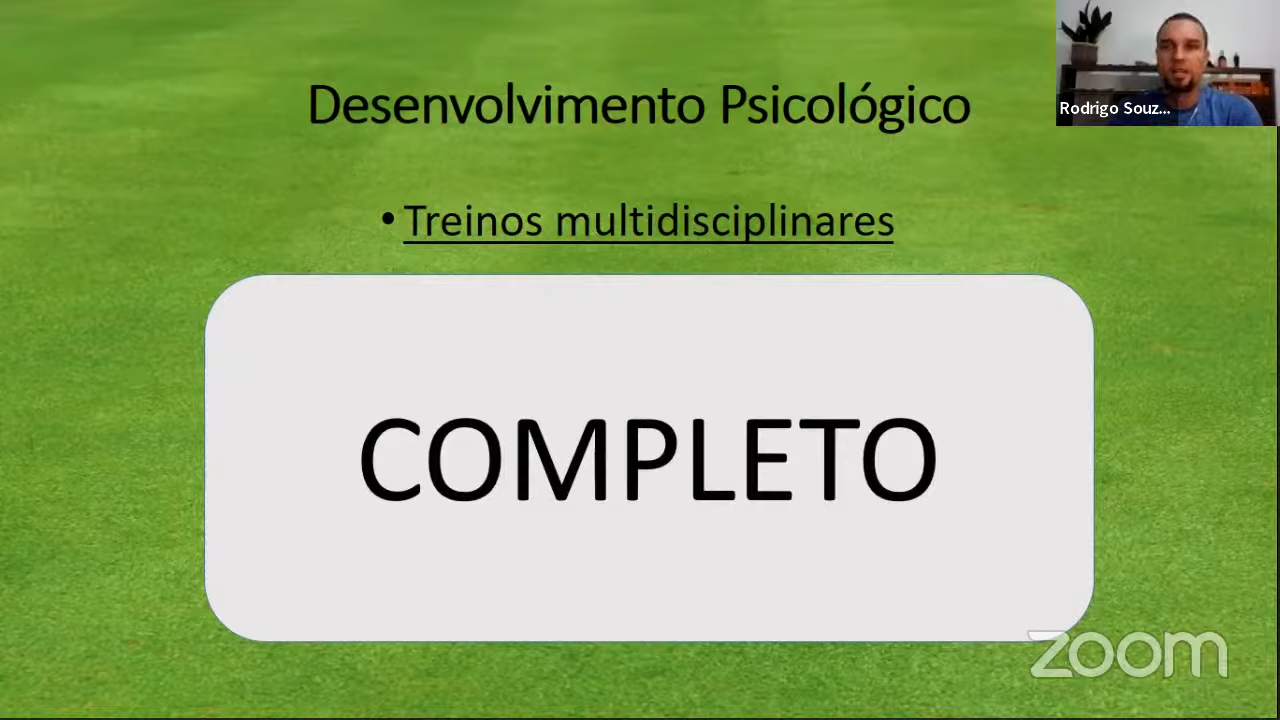 Desenvolvimento Psicológico
Rodrigo Souz...
• Treinos multidisciplinares
COMPLETO
zoom